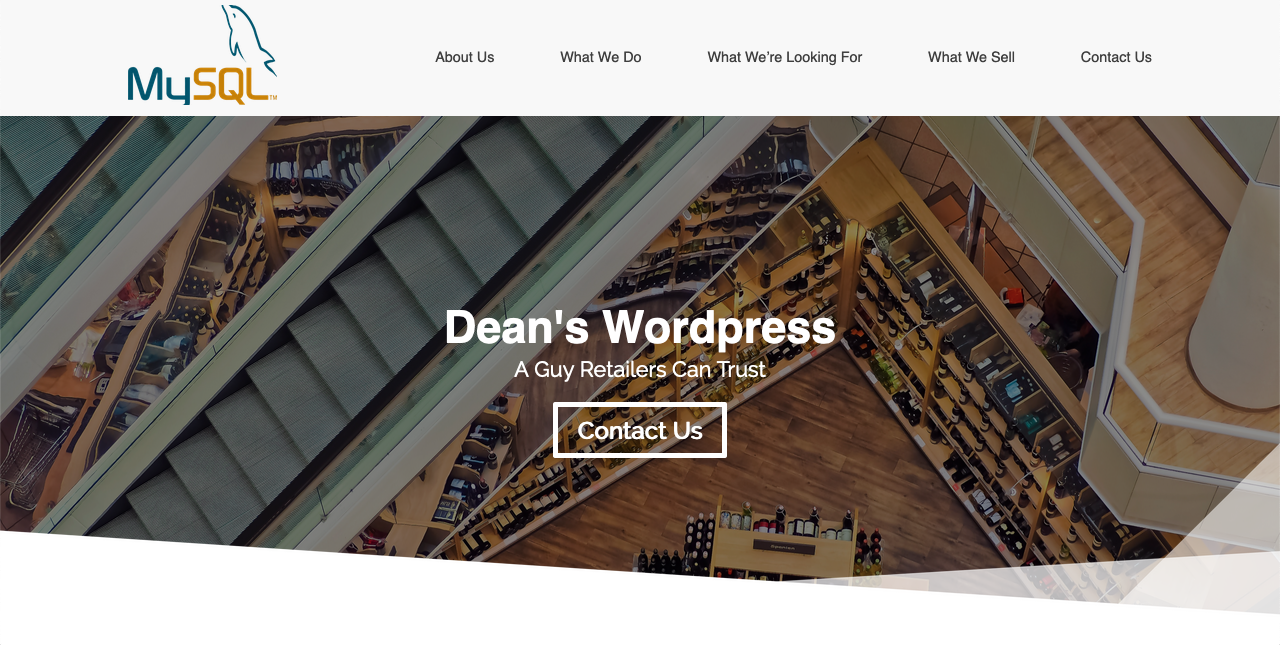 MySQL™
About Us
What We Do
What We’re Looking For
What We Sell
Contact Us
Dean's Wordpress
A Guy Retailers Can Trust
Contact Us